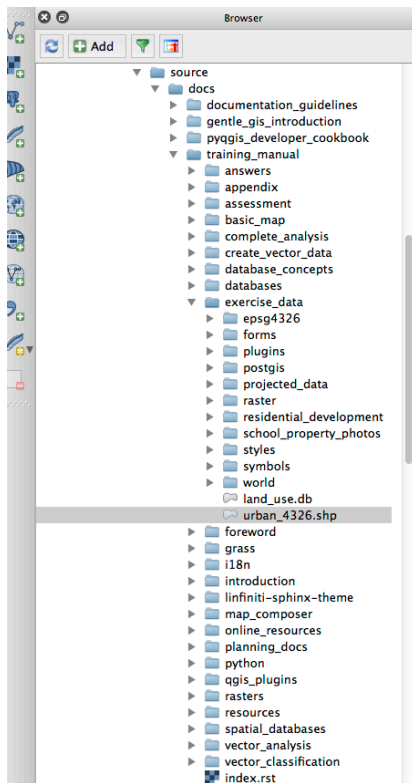 Browser
Add
source
docs
documentation_guidelines
gentle_gis_introduction
pyqgis_developer_cookbook
training_manual
answers
appendix
assessment
basic_map
complete_analysis
create_vector_data
database_concepts
databases
exercise_data
epsg4326
forms
plugins
postgis
projected_data
raster
residential_development
school_property_photos
styles
symbols
world
land_use.db
urban_4326.shp
foreword
grass
i18n
introduction
linfiniti-sphinx-theme
map_composer
online_resources
planning_docs
python
qgis_plugins
rasters
resources
spatial_databases
vector_analysis
vector_classification
index.rst